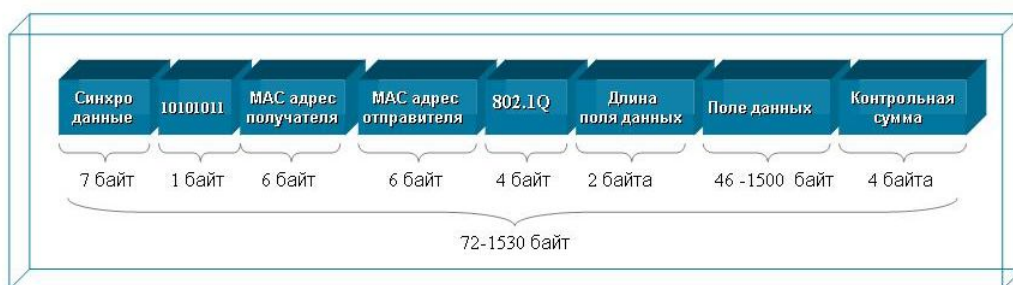 Синхро
данные
10101011
MAC адрес
получателя
MAC адрес
отправителя
802.1Q
Длина
поля данных
Поле данных
Контрольная
сумма
7 байт
1 байт
6 байт
6 байт
4 байт
2 байта
46 -1500 байт
4 байта
72-1530 байт